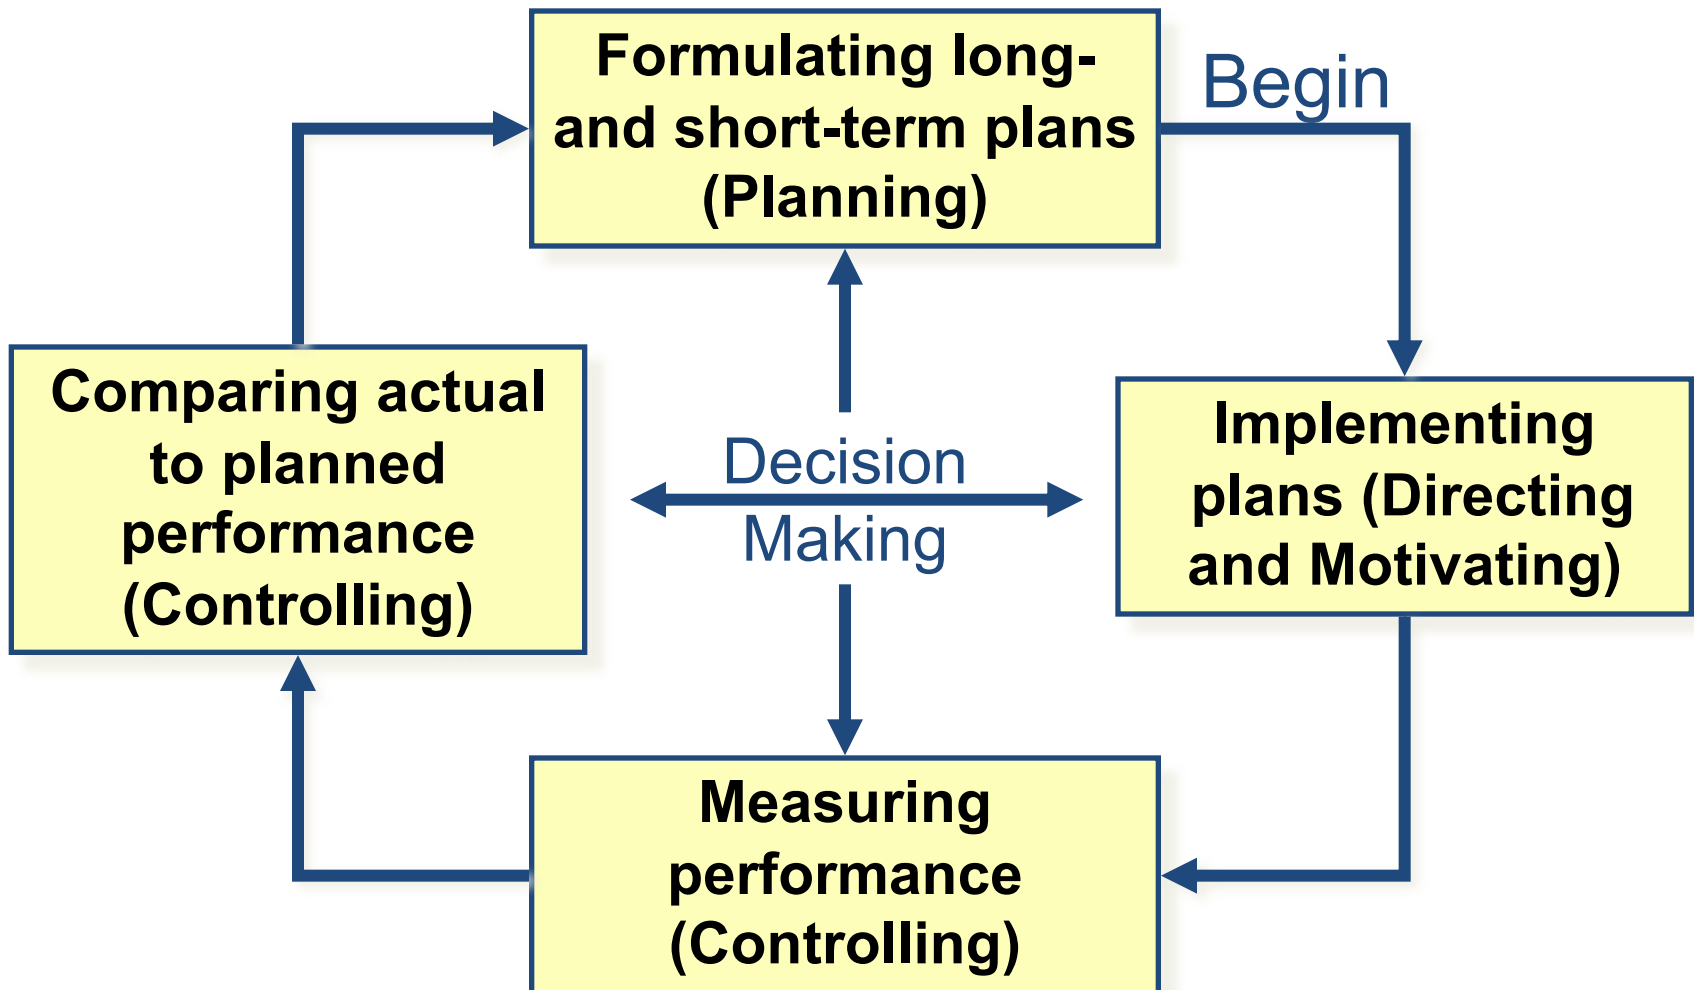 Formulating long-
and short-term plans
(Planning)
Begin
Comparing actual
to planned
performance
(Controlling)
Decision
Making
Implementing
plans (Directing
and Motivating)
Measuring
performance
(Controlling)